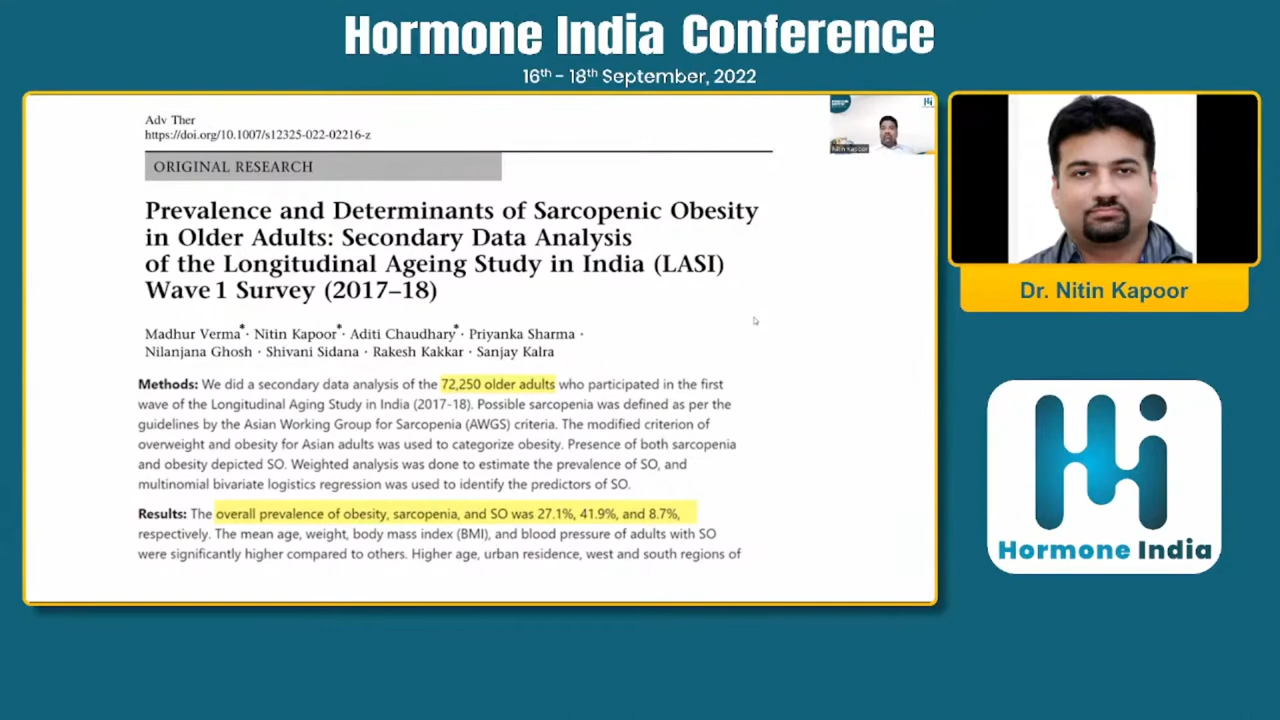 Hormone India Conference
16th - 18th September, 2022
Adv Ther
https://doi.org/10.1007/s12325-022-02216-z
ORIGINAL RESEARCH
Prevalence and Determinants of Sarcopenic Obesity
in Older Adults: Secondary Data Analysis
of the Longitudinal Ageing Study in India (LASI)
Wave 1 Survey (2017–18)
Madhur Verma* · Nitin Kapoor* · Aditi Chaudhary* · Priyanka Sharma ·
Nilanjana Ghosh · Shivani Sidana · Rakesh Kakkar · Sanjay Kalra
Methods: We did a secondary data analysis of the 72,250 older adults who participated in the first
wave of the Longitudinal Aging Study in India (2017-18). Possible sarcopenia was defined as per the
guidelines by the Asian Working Group for Sarcopenia (AWGS) criteria. The modified criterion of
overweight and obesity for Asian adults was used to categorize obesity. Presence of both sarcopenia
and obesity depicted SO. Weighted analysis was done to estimate the prevalence of SO, and
multinomial bivariate logistics regression was used to identify the predictors of SO.
Results: The overall prevalence of obesity, sarcopenia, and SO was 27.1%, 41.9%, and 8.7%,
respectively. The mean age, weight, body mass index (BMI), and blood pressure of adults with SO
were significantly higher compared to others. Higher age, urban residence, west and south regions of
Nitin Kapoor
Dr. Nitin Kapoor
Hi
Hormone India